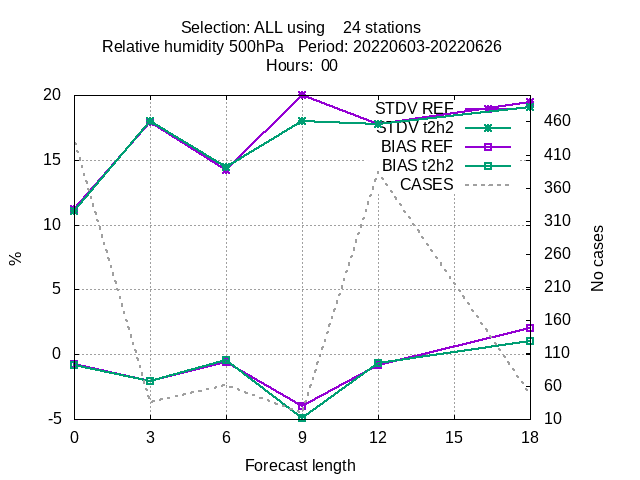 Selection: ALL using    24 stations
Relative humidity 500hPa   Period: 20220603-20220626
Hours:  00
STDV REF
STDV t2h2
BIAS REF
BIAS t2h2
CASES
%
20
15
10
5
0
-5
No cases
460
410
360
310
260
210
160
110
60
10
0 3 6 9 12 15 18
Forecast length